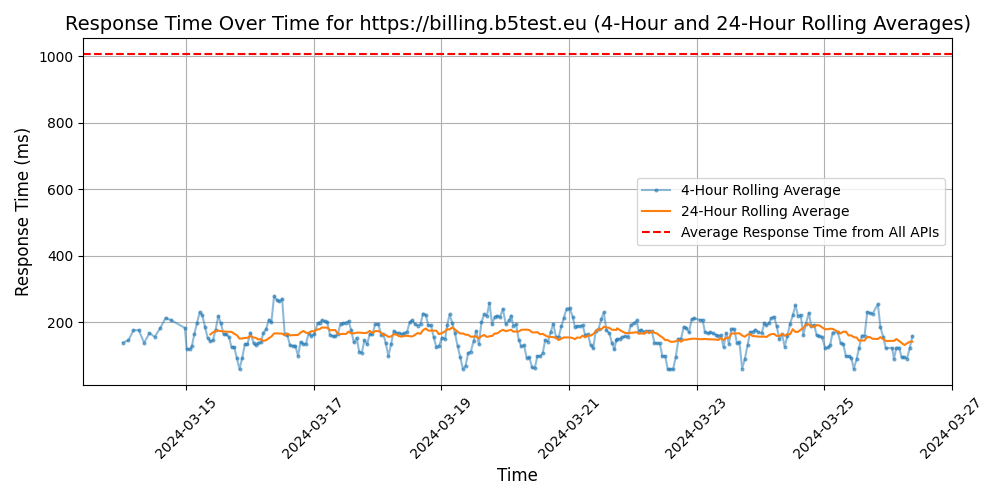 Response Time Over Time for https://billing.b5test.eu (4-Hour and 24-Hour Rolling Averages)
Response Time (ms)
1000
800
600
400
200
4-Hour Rolling Average
24-Hour Rolling Average
Average Response Time from All APIs
2024-03-15
2024-03-17
2024-03-19
2024-03-21
2024-03-23
2024-03-25
2024-03-27
Time